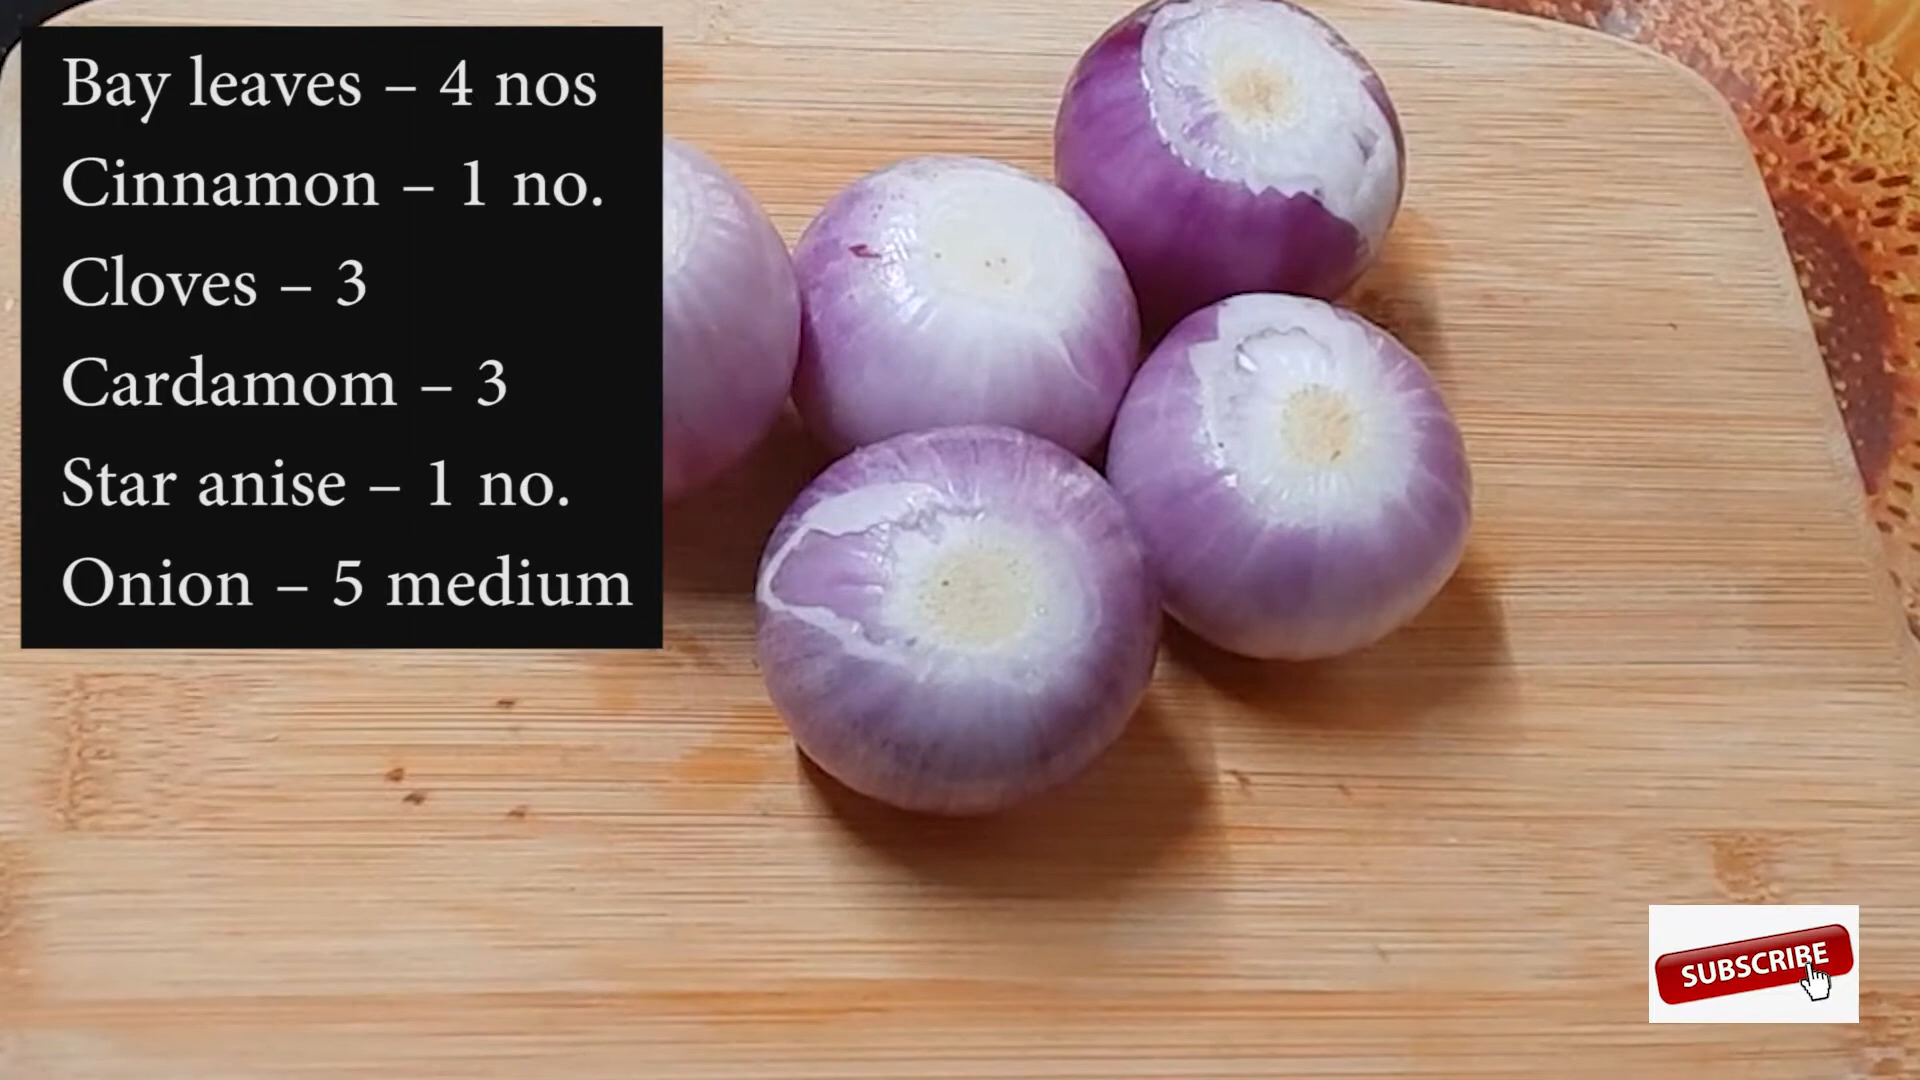 Bay leaves – 4 nos
Cinnamon – 1 no.
Cloves – 3
Cardamom – 3
Star anise – 1 no.
Onion – 5 medium
SUBSCRIBE